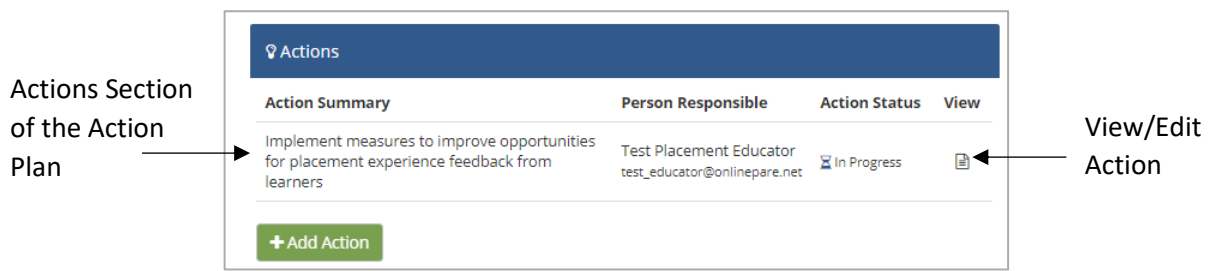 Actions
Actions Section
of the Action
Plan
Action Summary
Person Responsible
Action Status
View
Implement measures to improve opportunities
for placement experience feedback from
learners
Test Placement Educator
test_educator@onlinepare.net
In Progress
View/Edit
Action
Add Action